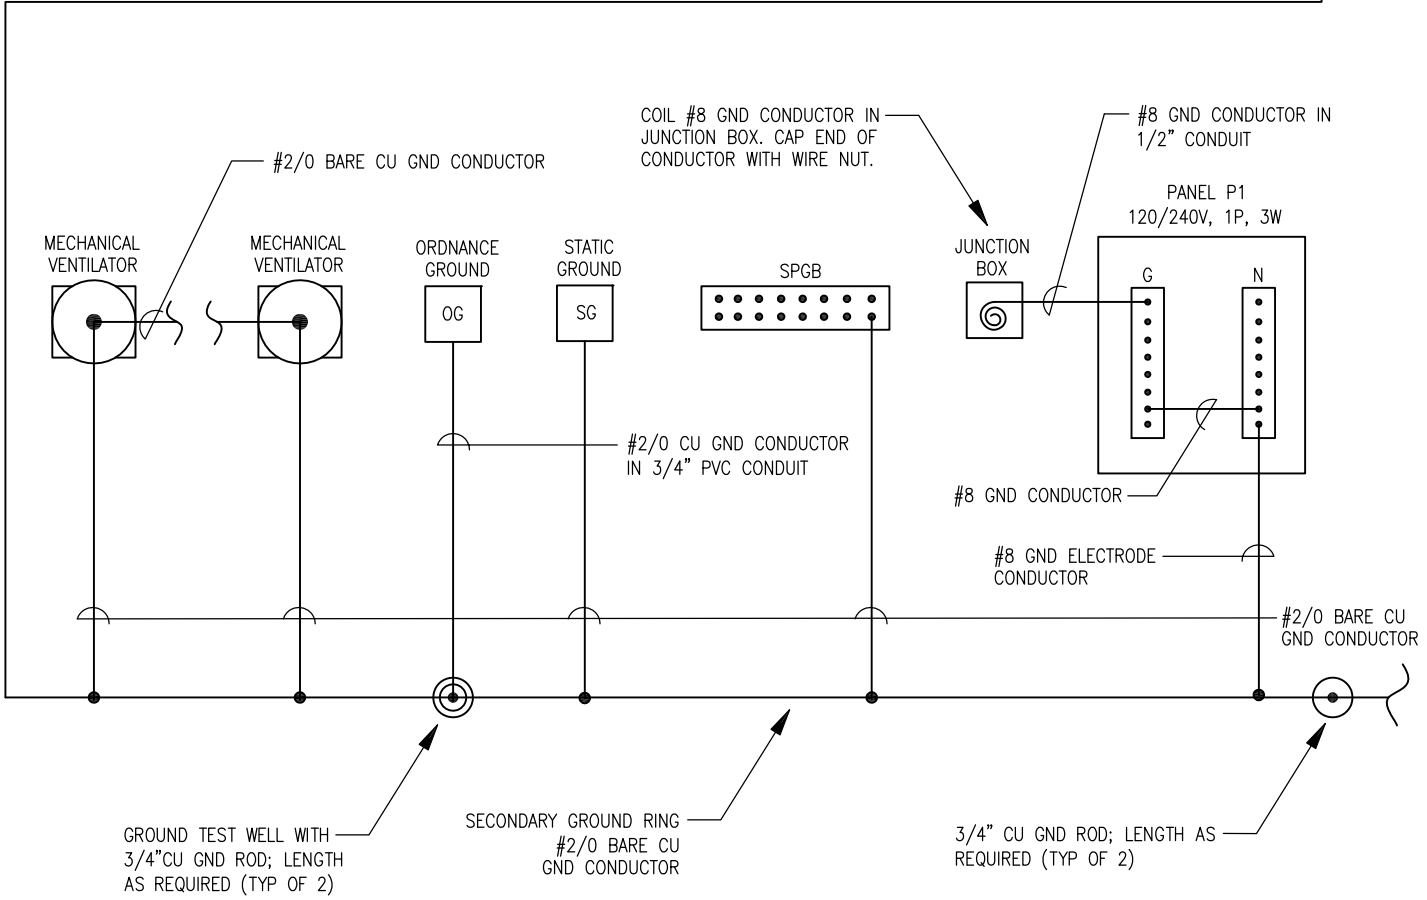 COIL #8 GND CONDUCTOR IN
JUNCTION BOX. CAP END OF
CONDUCTOR WITH WIRE NUT.
#8 GND CONDUCTOR IN
1/2" CONDUIT
#2/0 BARE CU GND CONDUCTOR
PANEL P1
120/240V, 1P, 3W
MECHANICAL
VENTILATOR
MECHANICAL
VENTILATOR
ORDNANCE
GROUND
STATIC
GROUND
SPGB
JUNCTION
BOX
G
N
OG
SG
#2/0 CU GND CONDUCTOR
IN 3/4" PVC CONDUIT
#8 GND CONDUCTOR
#8 GND ELECTRODE
CONDUCTOR
#2/0 BARE CU
GND CONDUCTOR
GROUND TEST WELL WITH
3/4"CU GND ROD; LENGTH
AS REQUIRED (TYP OF 2)
SECONDARY GROUND RING
#2/0 BARE CU
GND CONDUCTOR
3/4" CU GND ROD; LENGTH AS
REQUIRED (TYP OF 2)